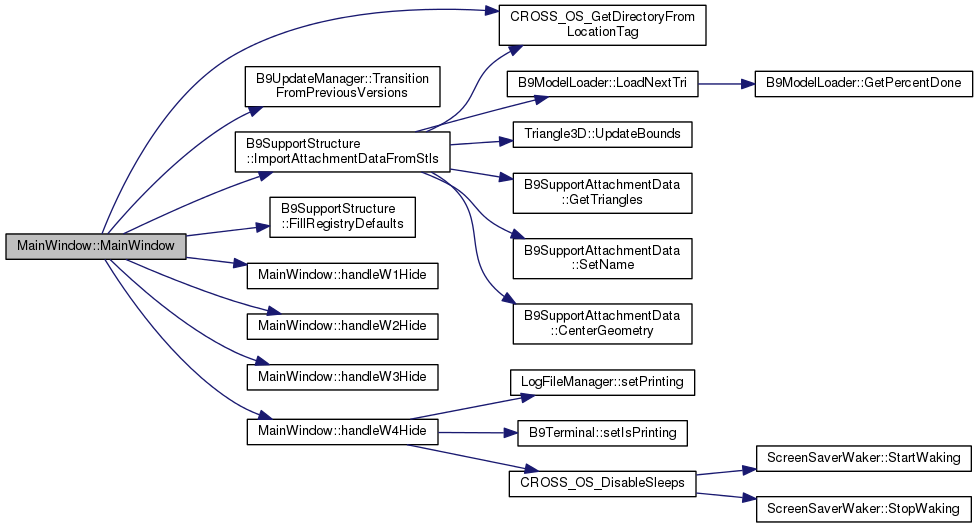 CROSS_OS_GetDirectoryFrom
LocationTag
B9UpdateManager::Transition
FromPreviousVersions
B9ModelLoader::LoadNextTri
B9ModelLoader::GetPercentDone
Triangle3D::UpdateBounds
B9SupportStructure
::ImportAttachmentDataFromStls
B9SupportAttachmentData
::GetTriangles
B9SupportStructure
::FillRegistryDefaults
MainWindow::MainWindow
B9SupportAttachmentData
::SetName
MainWindow::handleW1Hide
B9SupportAttachmentData
::CenterGeometry
MainWindow::handleW2Hide
MainWindow::handleW3Hide
LogFileManager::setPrinting
MainWindow::handleW4Hide
B9Terminal::setIsPrinting
CROSS_OS_DisableSleeps
ScreenSaverWaker::StartWaking
ScreenSaverWaker::StopWaking